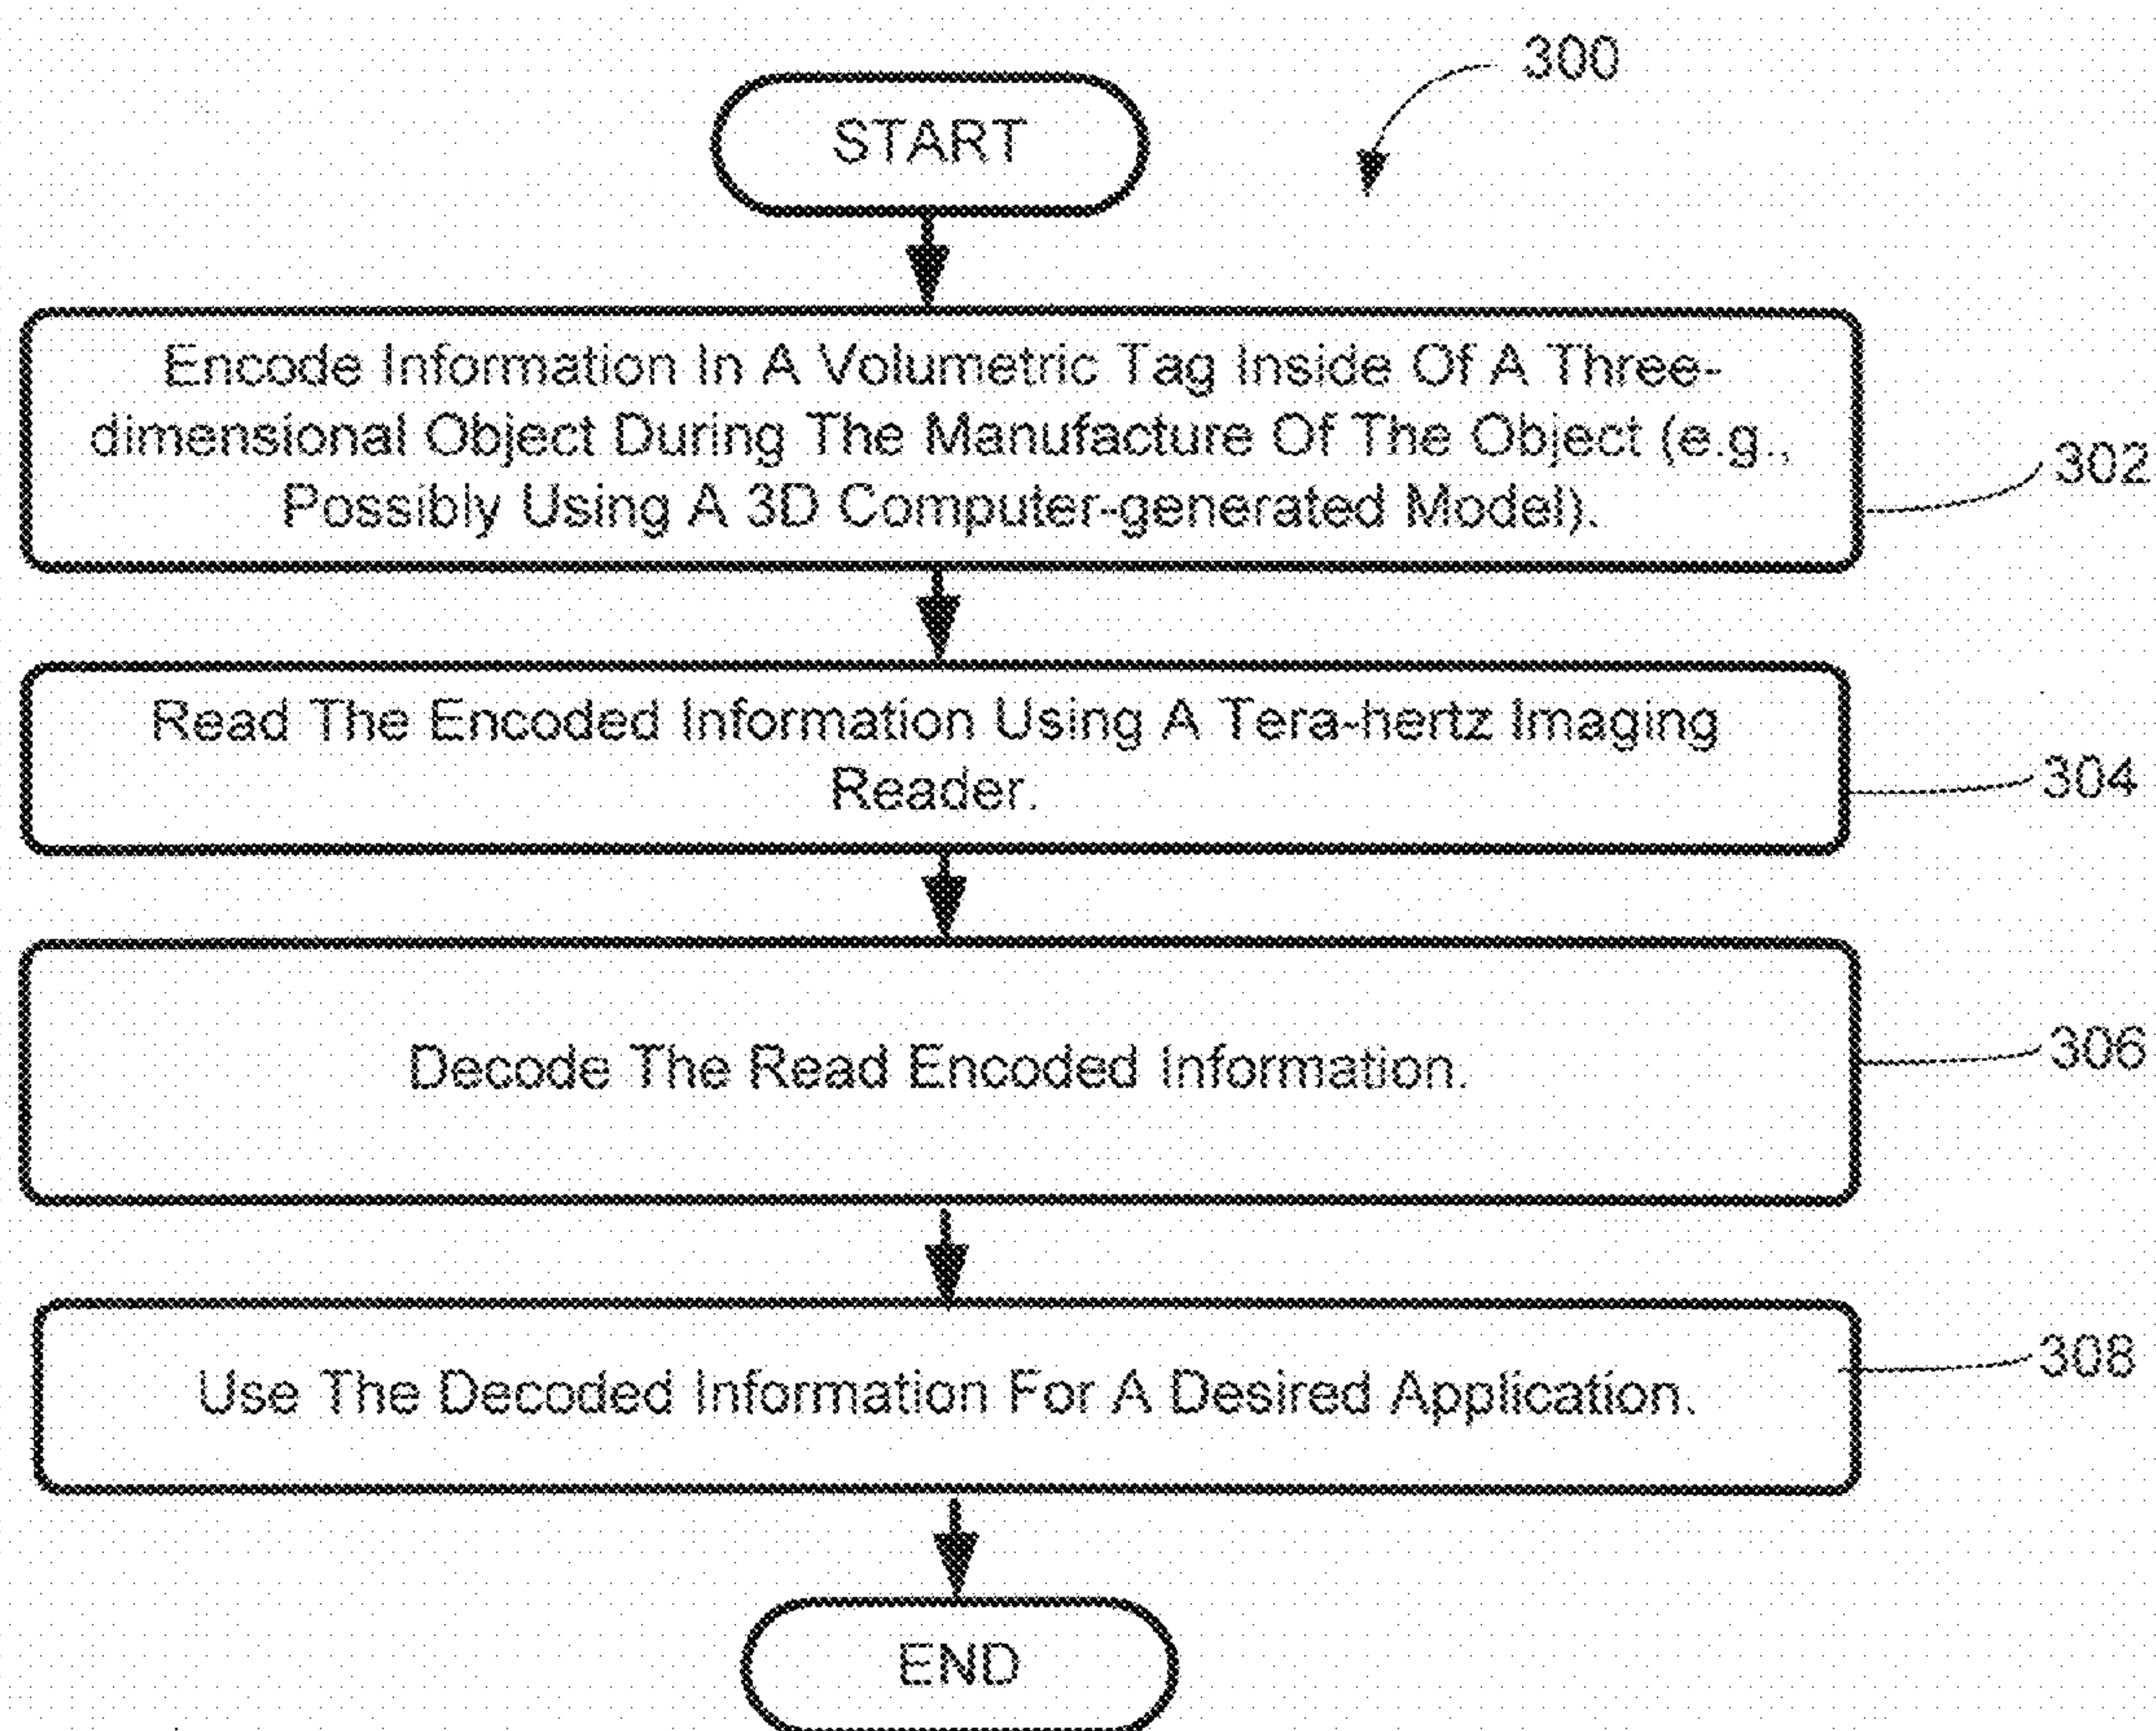 300
START
Encode Information In A Volumetric Tag Inside Of A Three-
dimensional Object During The Manufacture Of The Object (e.g.,
Possibly Using A 3D Computer-generated Model).
302
Read The Encoded Information Using A Tera-hertz Imaging
Reader.
304
Decode The Read Encoded Information.
306
Use The Decoded Information For A Desired Application.
308
END